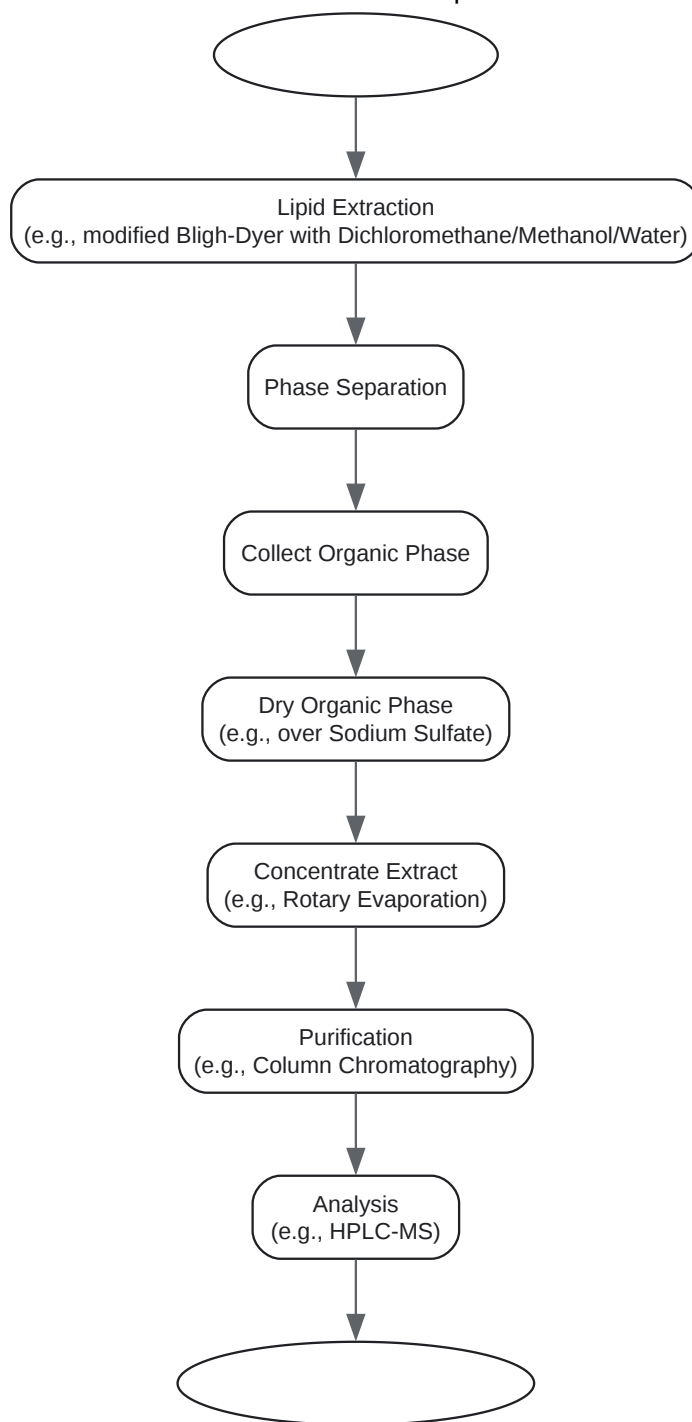 Lipid Extraction
(e.g., modified Bligh-Dyer with Dichloromethane/Methanol/Water)
Phase Separation
Collect Organic Phase
Dry Organic Phase
(e.g., over Sodium Sulfate)
Concentrate Extract
(e.g., Rotary Evaporation)
Purification
(e.g., Column Chromatography)
Analysis
(e.g., HPLC-MS)